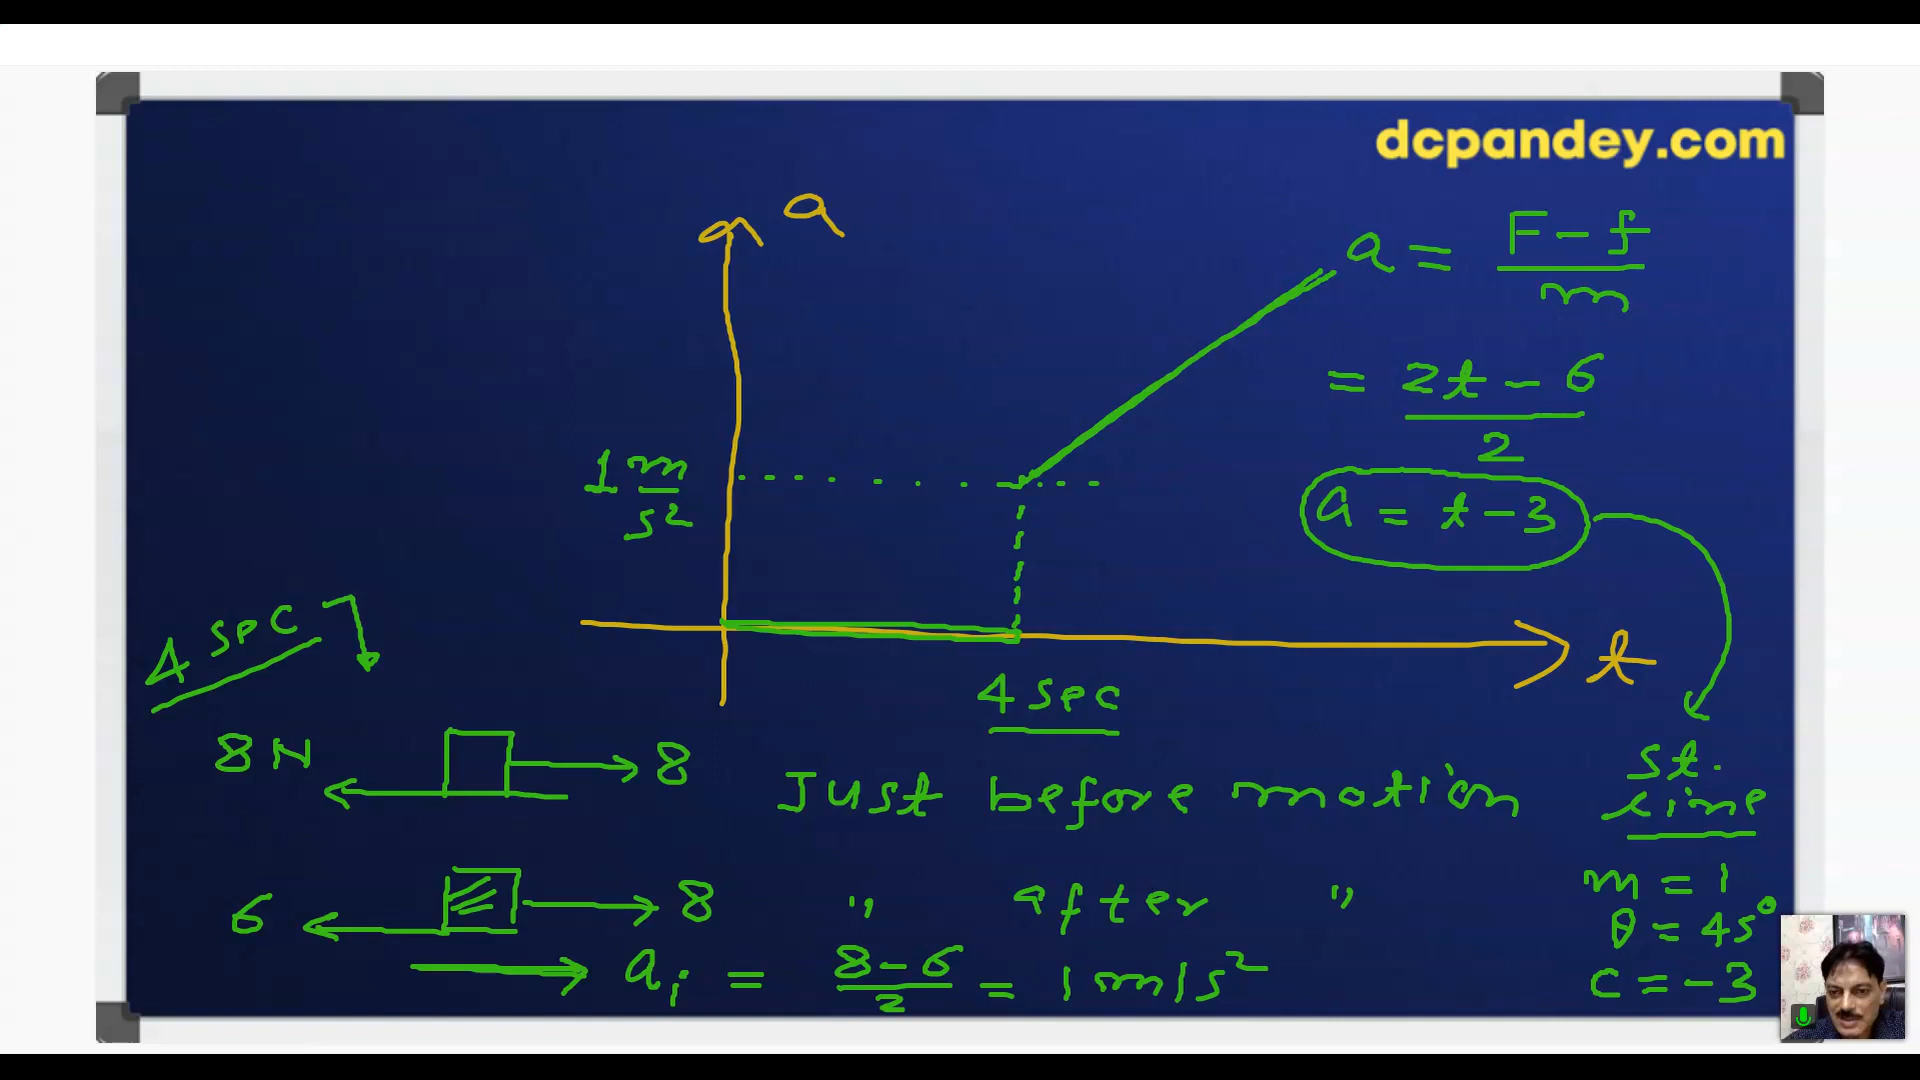 dcpandey.com
a
a = F - f / m
= 2t - 6 / 2
1 m/s²
a = t - 3
4 sec
t
4 sec
8 N
8
Just before motion
st. line
6
8
" after "
m = 1
θ = 45°
aᵢ = 8 - 6 / 2 = 1 m/s²
c = -3